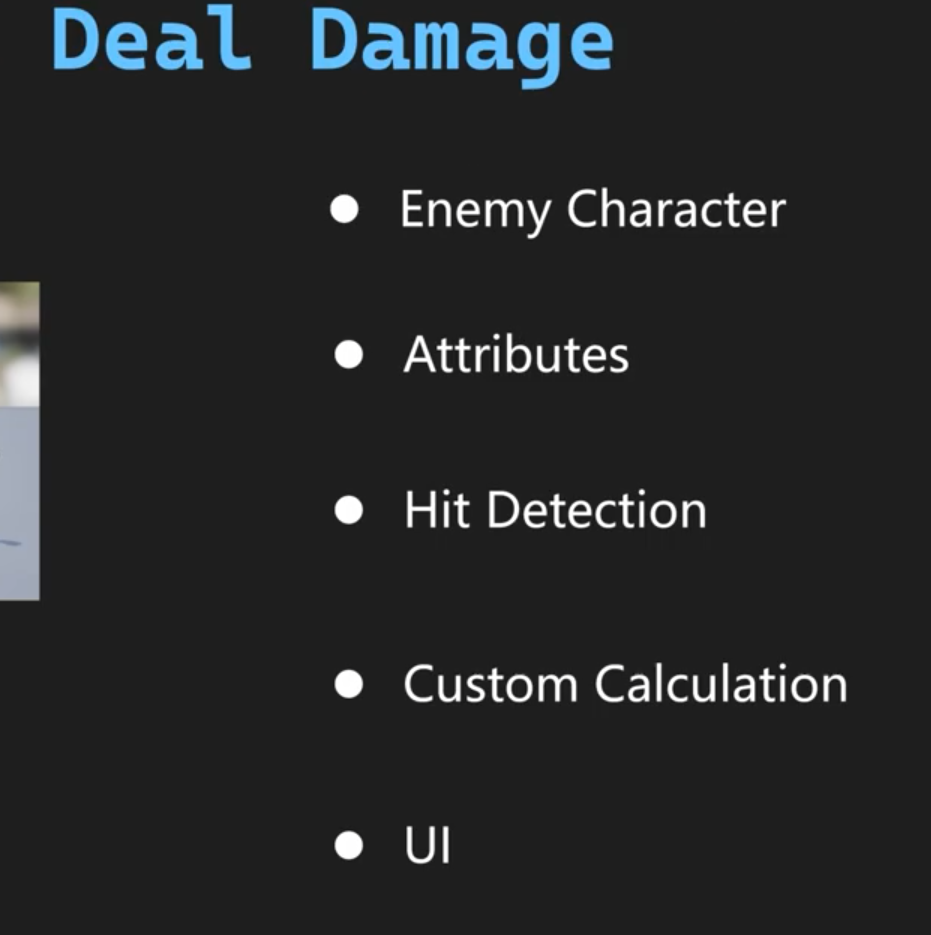 Deal Damage
Enemy Character
Attributes
Hit Detection
Custom Calculation
UI